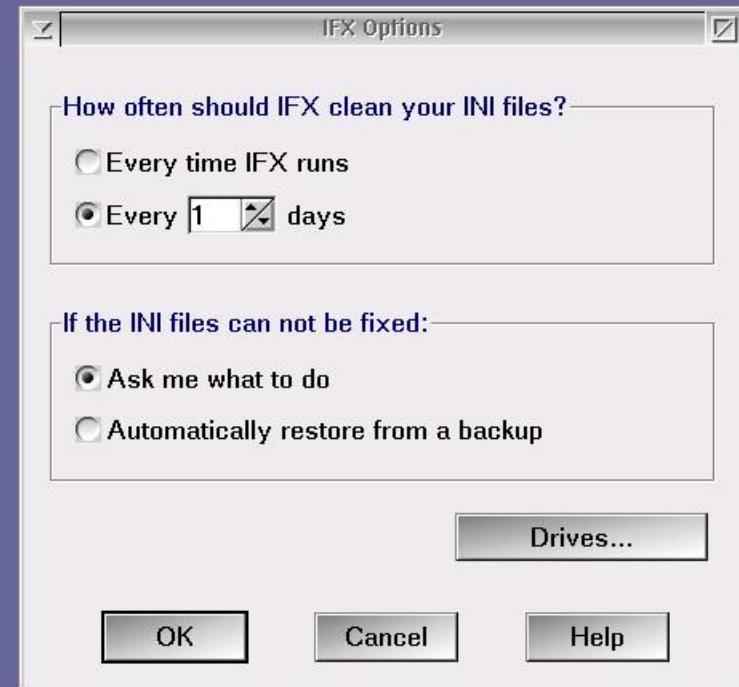 IFX Options
How often should IFX clean your INI files?
Every time IFX runs
Every 1 days
If the INI files can not be fixed:
Ask me what to do
Automatically restore from a backup
Drives...
OK Cancel Help